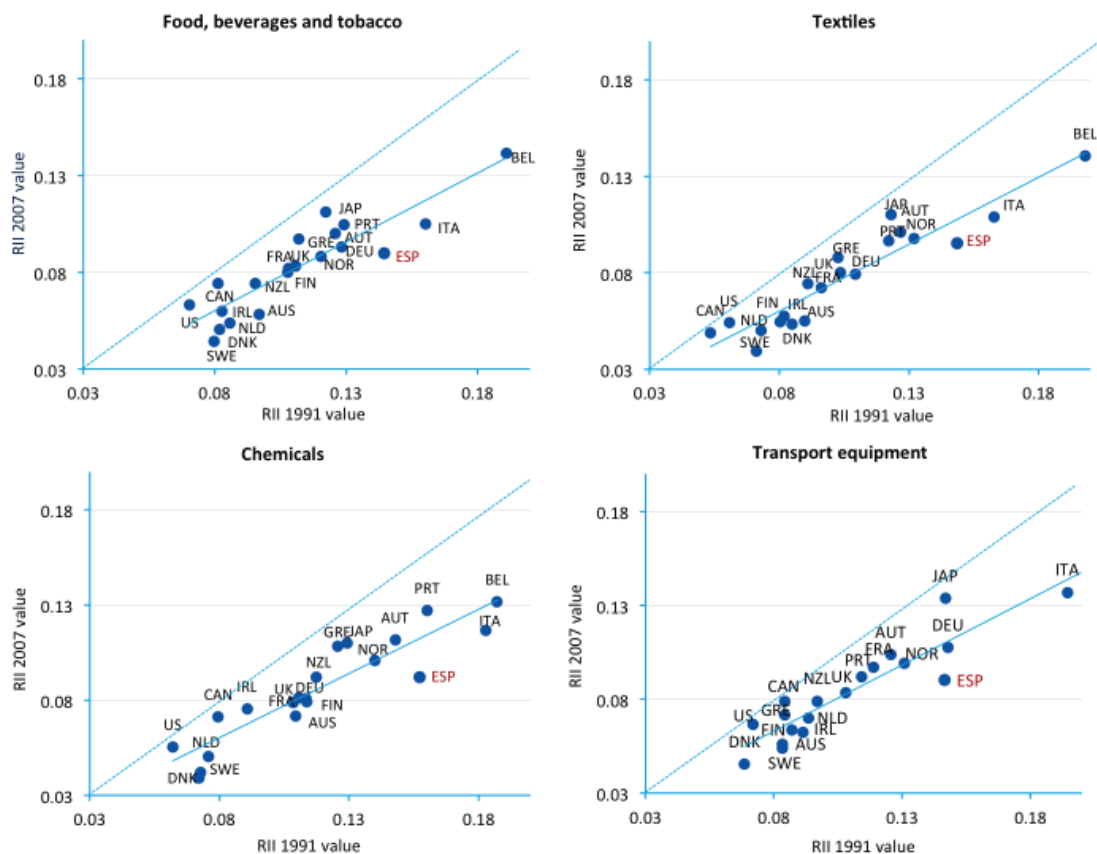 Food, beverages and tobacco
RII 2007 value
0.18
0.13
0.08
0.03
BEL
JAP
PRT
ITA
AUT
GRE
DEU
ESP
FRA
UK
NOR
FIN
NZL
CAN
IRL
AUS
US
NLD
DNK
SWE
0.03
0.08
0.13
0.18
RII 1991 value
Textiles
RII 2007 value
0.18
0.13
0.08
0.03
BEL
JAP
AUT
ITA
NOR
PRT
ESP
GRE
UK
DEU
NZL
FRA
US
CAN
FIN
IRL
AUS
NLD
DNK
SWE
0.03
0.08
0.13
0.18
RII 1991 value
Chemicals
RII 2007 value
0.18
0.13
0.08
0.03
BEL
PRT
ITA
AUT
GRE
JAP
NOR
NZL
ESP
UK
DEU
IRL
CAN
FRA
FIN
AUS
US
NLD
SWE
DNK
0.03
0.08
0.13
0.18
RII 1991 value
Transport equipment
RII 2007 value
0.18
0.13
0.08
0.03
JAP
ITA
DEU
AUT
FRA
NOR
PRT
ESP
UK
NZL
CAN
GRE
US
NLD
FIN
IRL
DNK
AUS
SWE
0.03
0.08
0.13
0.18
RII 1991 value